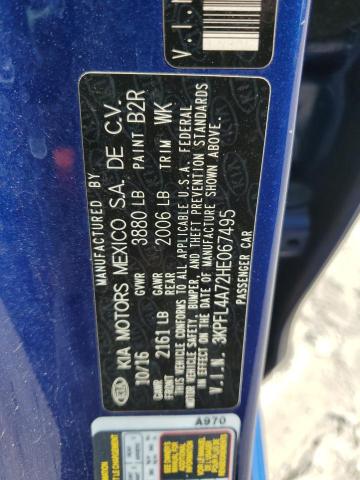 KIA MOTORS MEXICO S.A. DE C.V.
10/16 GVWR 3880 LB PAINT B2R
GAWR FRONT 2161 LB GAWR REAR 2006 LB TRIM WK
THIS VEHICLE CONFORMS TO ALL APPLICABLE U.S.A. FEDERAL
MOTOR VEHICLE SAFETY, BUMPER, AND THEFT PREVENTION STANDARDS
IN EFFECT ON THE DATE OF MANUFACTURE SHOWN ABOVE.
V.I.N. 3KPFL4A72HE067495
PASSENGER CAR
V.I.N
A970